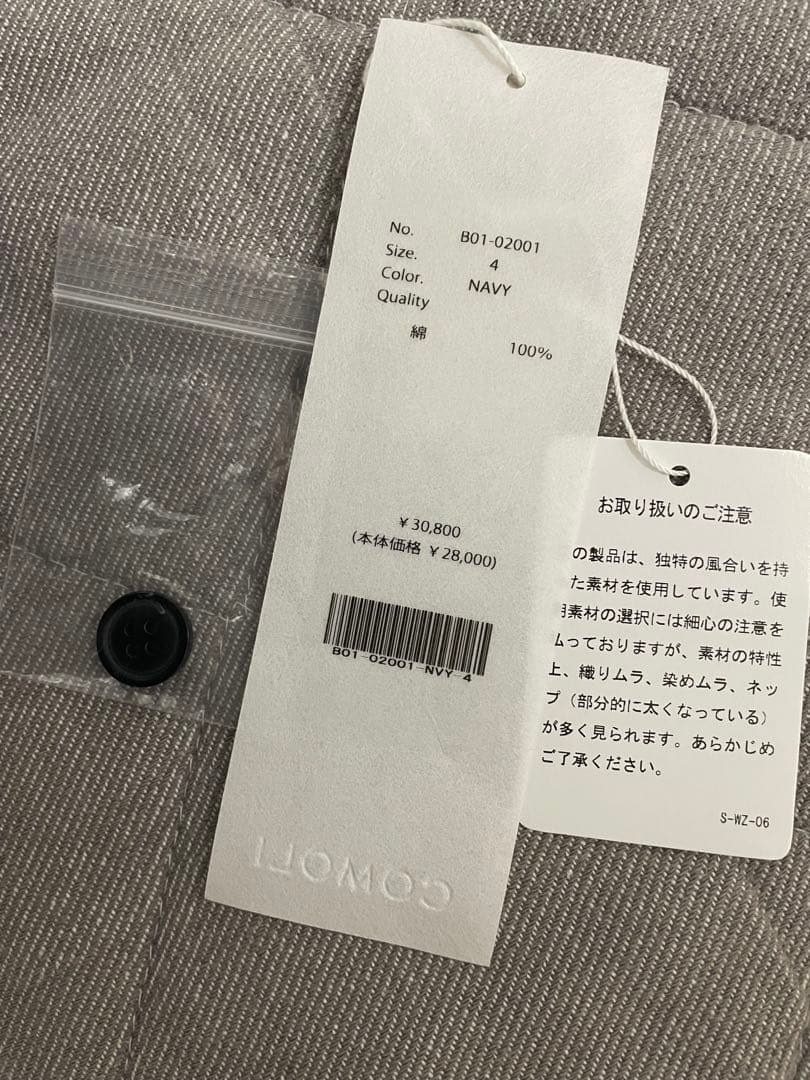 No. B01-02001
Size. 4
Color. NAVY
Quality
綿 100%
¥30,800
(本体価格 ¥28,000)
B01-02001-NVY-4
COMOLI
お取り扱いのご注意
の製品は、独特の風合いを持
た素材を使用しています。使
素材の選択には細心の注意を
っておりますが、素材の特性
上、織りムラ、染めムラ、ネッ
プ（部分的に太くなっている）
が多く見られます。あらかじめ
ご了承ください。
S-WZ-06